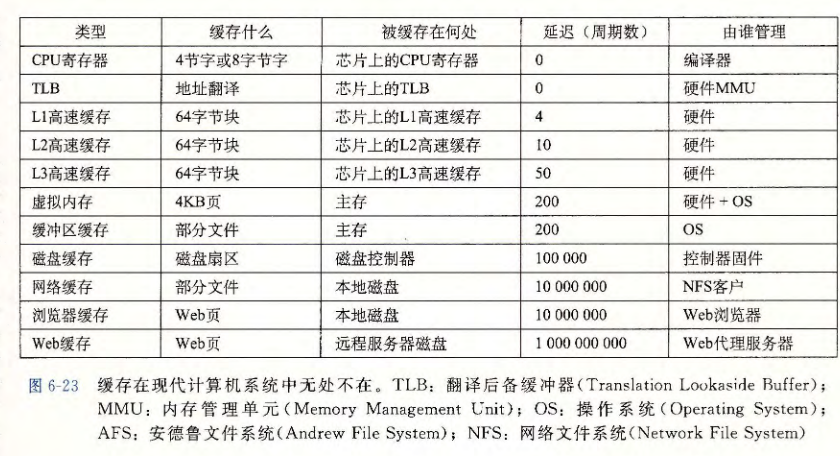 类型 缓存什么 被缓存在何处 延迟（周期数） 由谁管理
CPU寄存器 4节字或8字节字 芯片上的CPU寄存器 0 编译器
TLB 地址翻译 芯片上的TLB 0 硬件MMU
L1高速缓存 64字节块 芯片上的L1高速缓存 4 硬件
L2高速缓存 64字节块 芯片上的L2高速缓存 10 硬件
L3高速缓存 64字节块 芯片上的L3高速缓存 50 硬件
虚拟内存 4KB页 主存 200 硬件 + OS
缓冲区缓存 部分文件 主存 200 OS
磁盘缓存 磁盘扇区 磁盘控制器 100 000 控制器固件
网络缓存 部分文件 本地磁盘 10 000 000 NFS客户
浏览器缓存 Web页 本地磁盘 10 000 000 Web浏览器
Web缓存 Web页 远程服务器磁盘 1 000 000 000 Web代理服务器
图 6-23 缓存在现代计算机系统中无处不在。TLB：翻译后备缓冲器(Translation Lookaside Buffer)；
MMU：内存管理单元(Memory Management Unit)；OS：操作系统(Operating System)；
AFS：安德鲁文件系统(Andrew File System)；NFS：网络文件系统(Network File System)